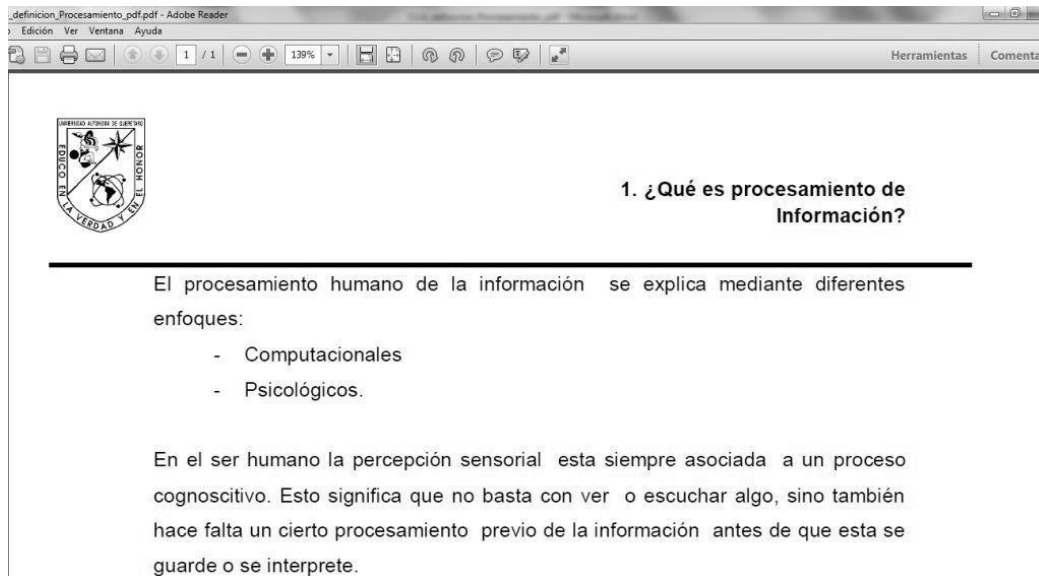 _definicion_Procesamiento_pdf.pdf - Adobe Reader
Edición Ver Ventana Ayuda
1 / 1 139% Herramientas Comenta
UNIVERSIDAD AUTONOMA DE QUERETARO
EDUCO EN LA VERDAD Y EN EL HONOR
1. ¿Qué es procesamiento de
Información?
El procesamiento humano de la información se explica mediante diferentes
enfoques:
- Computacionales
- Psicológicos.
En el ser humano la percepción sensorial esta siempre asociada a un proceso
cognoscitivo. Esto significa que no basta con ver o escuchar algo, sino también
hace falta un cierto procesamiento previo de la información antes de que esta se
guarde o se interprete.